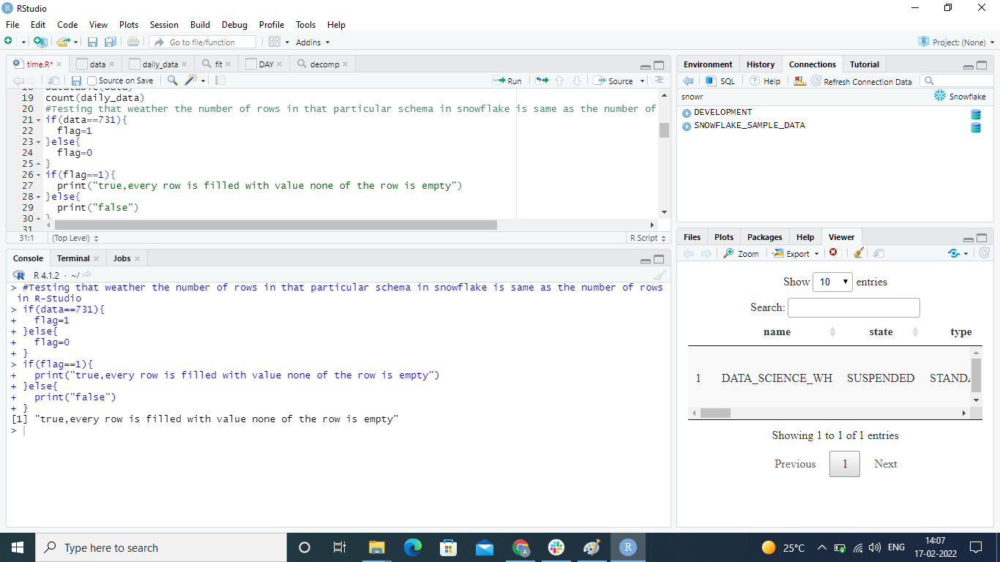 RStudio
File Edit Code View Plots Session Build Debug Profile Tools Help
Go to file/function Addins Project: (None)
time.R* data daily_data fit DAY decomp
Source on Save Run Source
19 count(daily_data)
20 #Testing that weather the number of rows in that particular schema in snowflake is same as the number of
21 if(data==731){
22 flag=1
23 }else{
24 flag=0
25 }
26 if(flag==1){
27 print("true,every row is filled with value none of the row is empty")
28 }else{
29 print("false")
30 }
31
31:1 (Top Level) R Script
Console Terminal Jobs
R 4.1.2 · ~/
> #Testing that weather the number of rows in that particular schema in snowflake is same as the number of rows
in R-Studio
> if(data==731){
+ flag=1
+ }else{
+ flag=0
+ }
> if(flag==1){
+ print("true,every row is filled with value none of the row is empty")
+ }else{
+ print("false")
+ }
[1] "true,every row is filled with value none of the row is empty"
>
Environment History Connections Tutorial
SQL Help Refresh Connection Data
snowr Snowflake
DEVELOPMENT
SNOWFLAKE_SAMPLE_DATA
Files Plots Packages Help Viewer
Zoom Export
Show 10 entries
Search:
name state type
1 DATA_SCIENCE_WH SUSPENDED STANDA
Showing 1 to 1 of 1 entries
Previous 1 Next
Type here to search
25°C ENG
14:07
17-02-2022